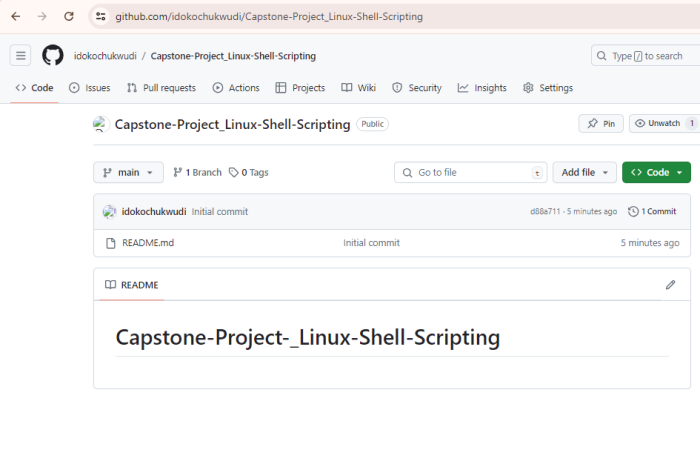 github.com/idokochukwudi/Capstone-Project_Linux-Shell-Scripting
idokochukwudi / Capstone-Project_Linux-Shell-Scripting
Type / to search
Code Issues Pull requests Actions Projects Wiki Security Insights Settings
Capstone-Project_Linux-Shell-Scripting Public
Pin Unwatch 1
main 1 Branch 0 Tags Go to file t Add file Code
idokochukwudi Initial commit d88a711 · 5 minutes ago 1 Commit
README.md Initial commit 5 minutes ago
README
Capstone-Project-_Linux-Shell-Scripting